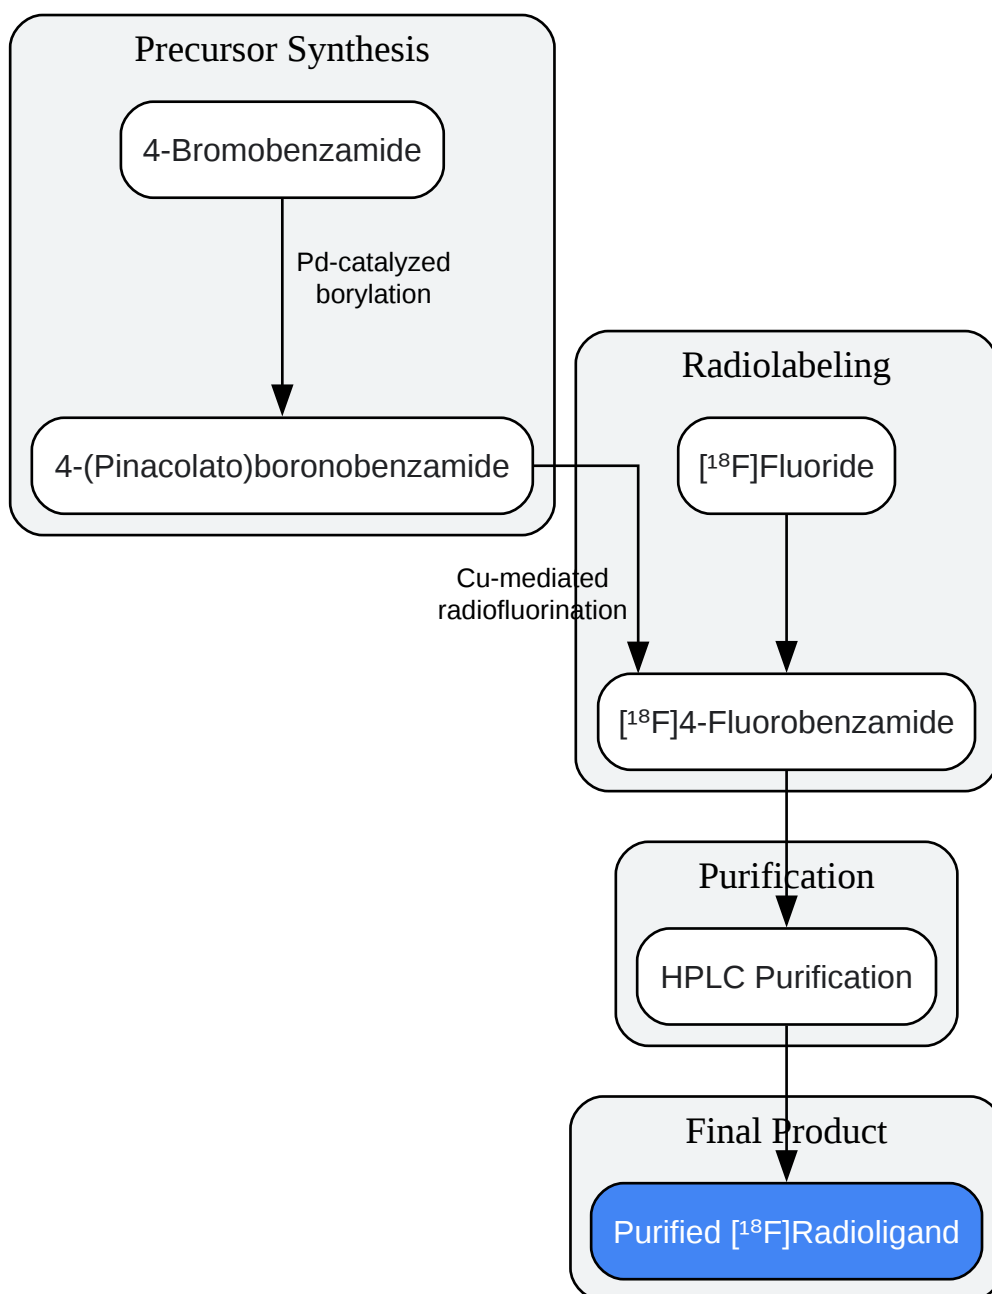 Precursor Synthesis
4-Bromobenzamide
Pd-catalyzed
borylation
4-(Pinacolato)boronobenzamide
Radiolabeling
[¹⁸F]Fluoride
Cu-mediated
radiofluorination
[¹⁸F]4-Fluorobenzamide
Purification
HPLC Purification
Final Product
Purified [¹⁸F]Radioligand